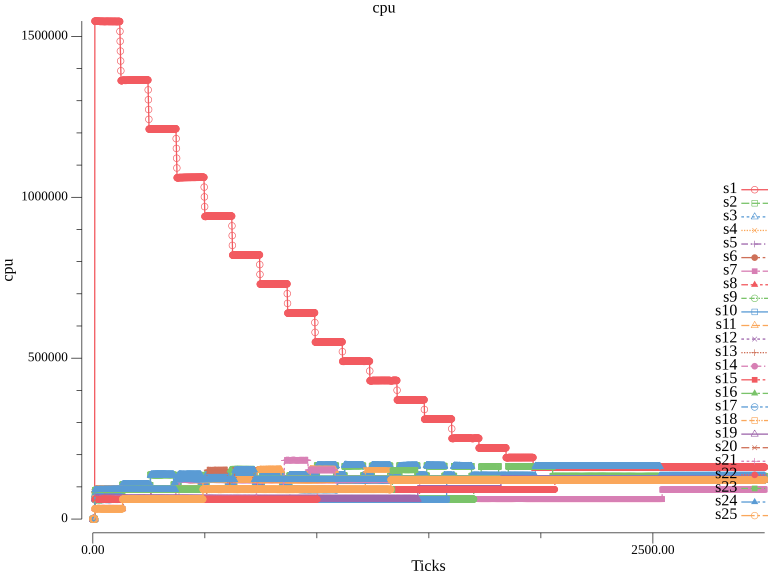 cpu
1500000
1000000
500000
0
cpu
0.00
2500.00
Ticks
s1
s2
s3
s4
s5
s6
s7
s8
s9
s10
s11
s12
s13
s14
s15
s16
s17
s18
s19
s20
s21
s22
s23
s24
s25